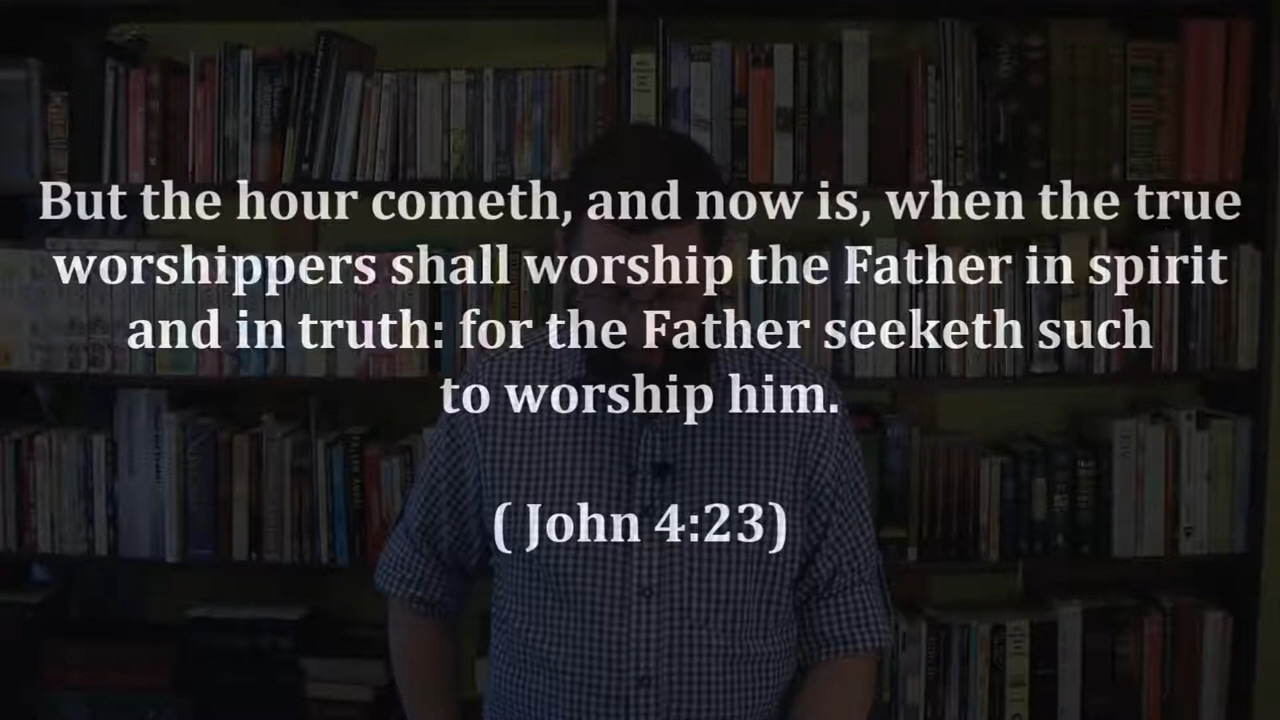 But the hour cometh, and now is, when the true
worshippers shall worship the Father in spirit
and in truth: for the Father seeketh such
to worship him.
( John 4:23)